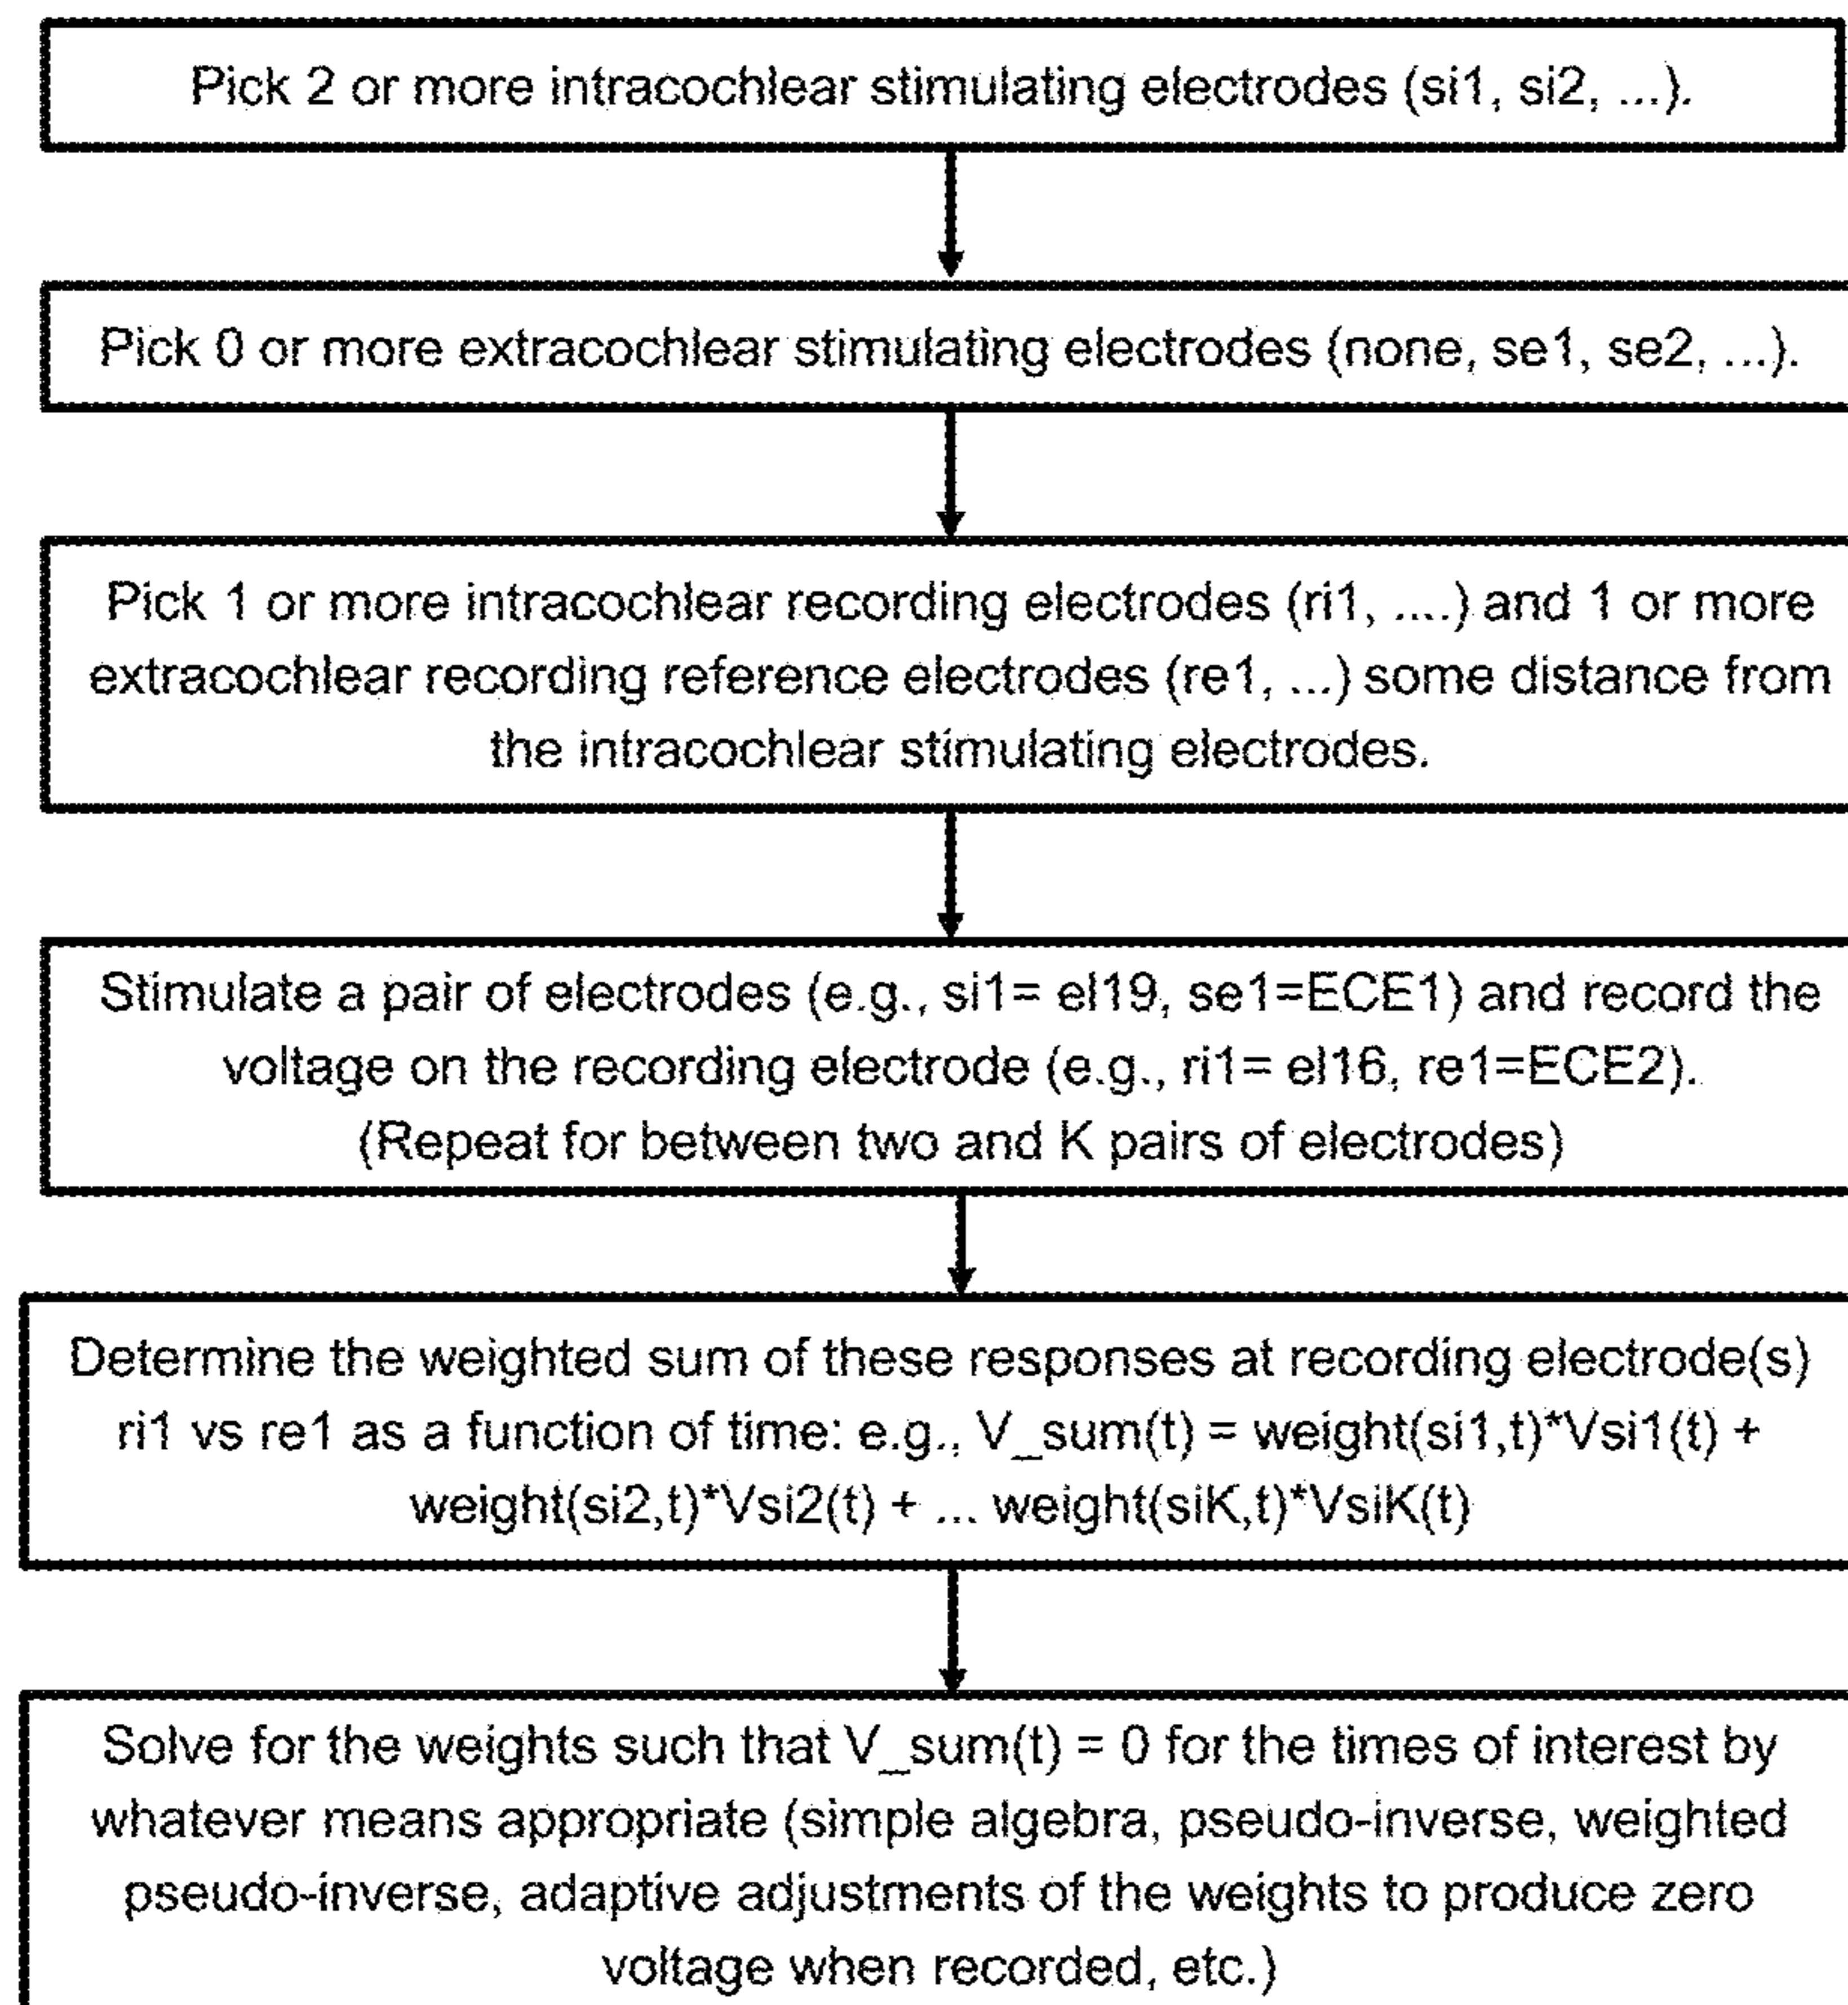 Pick 2 or more intracochlear stimulating electrodes (si1, si2, ...).
Pick 0 or more extracochlear stimulating electrodes (none, se1, se2, ...).
Pick 1 or more intracochlear recording electrodes (ri1, ....) and 1 or more
extracochlear recording reference electrodes (re1, ...) some distance from
the intracochlear stimulating electrodes.
Stimulate a pair of electrodes (e.g., si1= el19, se1=ECE1) and record the
voltage on the recording electrode (e.g., ri1= el16, re1=ECE2).
(Repeat for between two and K pairs of electrodes)
Determine the weighted sum of these responses at recording electrode(s)
ri1 vs re1 as a function of time: e.g., V_sum(t) = weight(si1,t)*Vsi1(t) +
weight(si2,t)*Vsi2(t) + ... weight(siK,t)*VsiK(t)
Solve for the weights such that V_sum(t) = 0 for the times of interest by
whatever means appropriate (simple algebra, pseudo-inverse, weighted
pseudo-inverse, adaptive adjustments of the weights to produce zero
voltage when recorded, etc.)